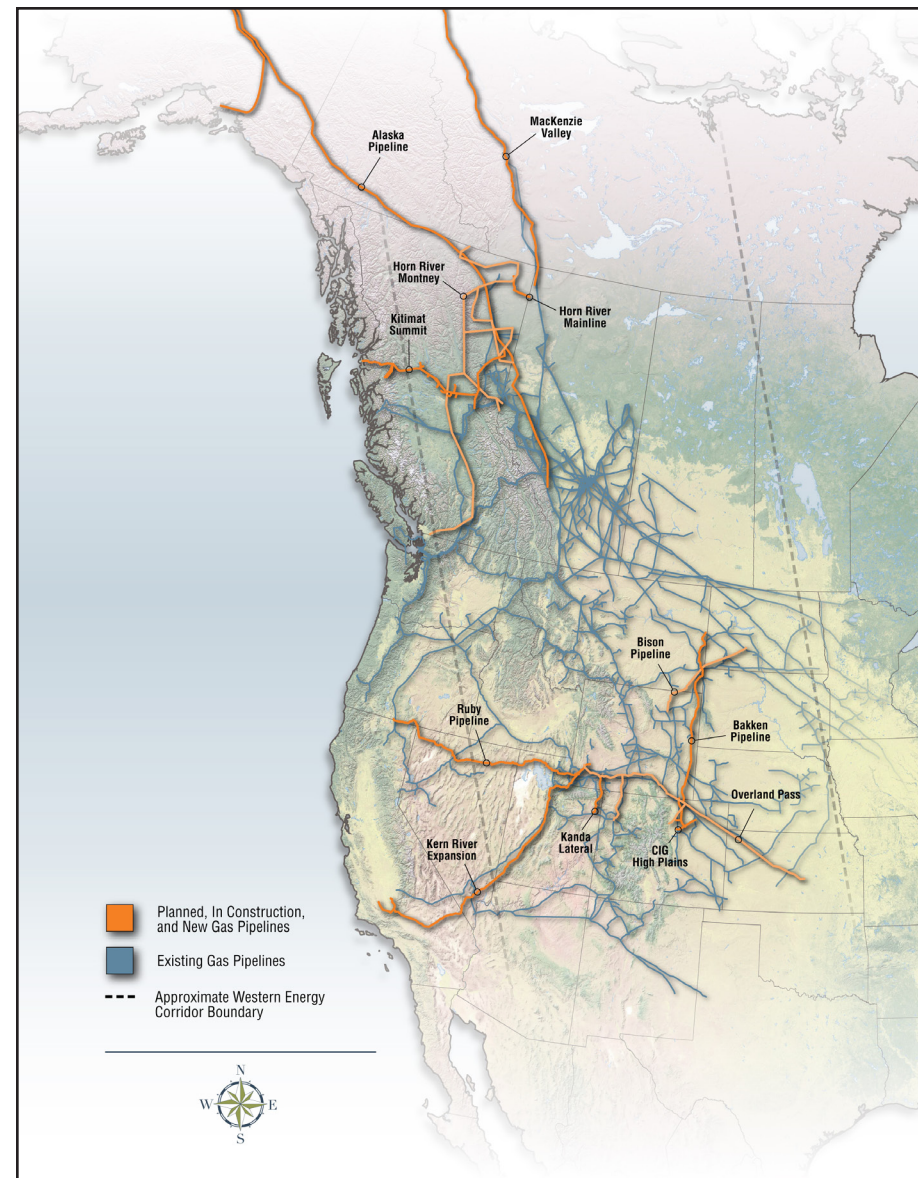 MacKenzie
Valley
Alaska
Pipeline
Horn River
Montney
Kitimat
Summit
Horn River
Mainline
Bison
Pipeline
Ruby
Pipeline
Bakken
Pipeline
Overland Pass
Kanda
Lateral
CIG
High Plains
Kern River
Expansion
Planned, In Construction,
and New Gas Pipelines
Existing Gas Pipelines
Approximate Western Energy
Corridor Boundary
N
W E
S